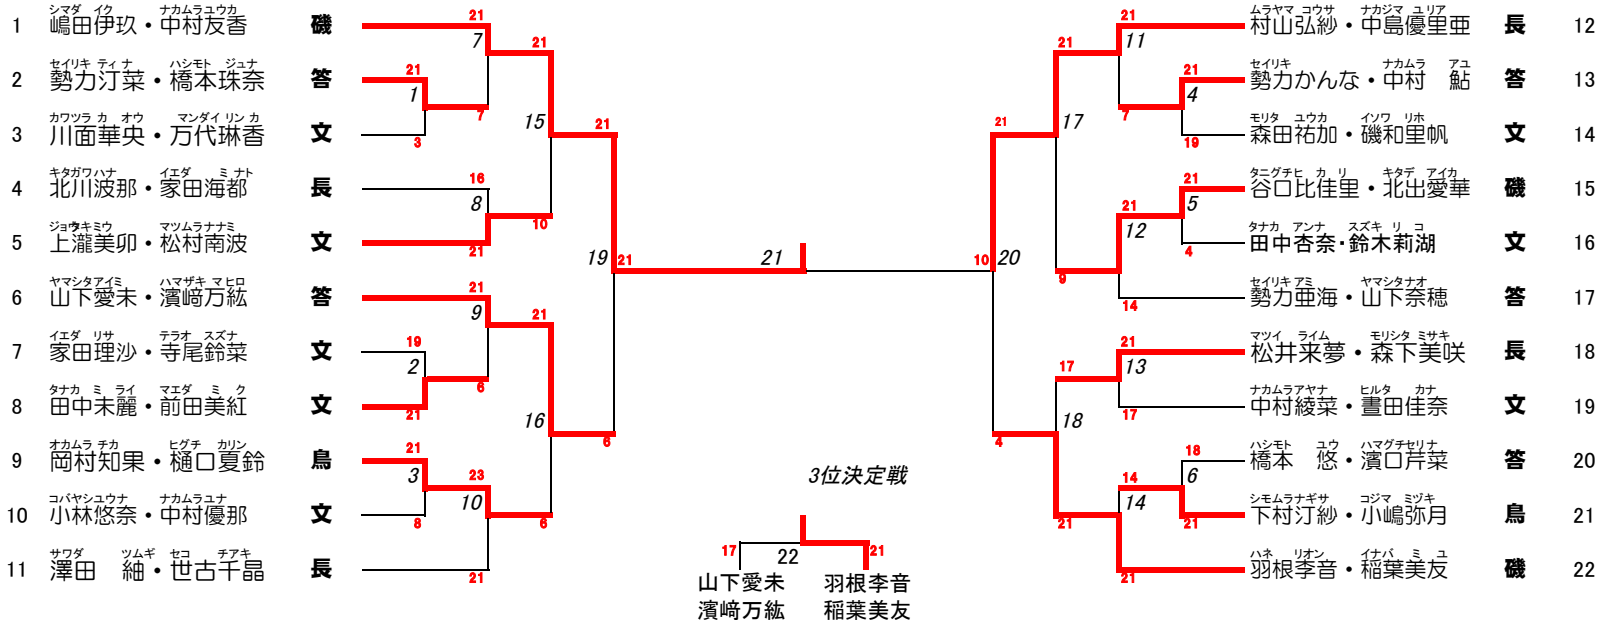 シマダ イク ナカムラユウカ
1 嶋田伊玖・中村友香 磯
21
7
21
セイリキ ティ ナ ハシモト ジュナ
2 勢力汀菜・橋本珠奈 答
21
1
7
カワツラ カ オウ マンダイ リン カ
3 川面華央・万代琳香 文
3
15
21
キタガワ ハナ イエダ ミナト
4 北川波那・家田海都 長
16
8
10
ジョウタキミウ マツムラナナミ
5 上瀧美卯・松村南波 文
21
19
21
ヤマシタアイミ ハマザキ マヒロ
6 山下愛未・濱﨑万紘 答
21
9
21
イエダ リサ テラオ スズナ
7 家田理沙・寺尾鈴菜 文
19
2
6
タナカ ミ ライ マエダ ミ ク
8 田中未麗・前田美紅 文
21
16
6
オカムラ チカ ヒグチ カリン
9 岡村知果・樋口夏鈴 鳥
21
3
23
コバヤシユウナ ナカムラユナ
10 小林悠奈・中村優那 文
8
10
6
サワダ ツムギ セコ チアキ
11 澤田 紬・世古千晶 長
21
21
3位決定戦
17
22
21
山下愛未 羽根李音
濱﨑万紘 稲葉美友
ムラヤマ コウサ ナカジマ ユリア
村山弘紗・中島優里亜 長 12
21
11
21
セイリキ ナカムラ アユ
勢力かんな・中村 鮎 答 13
21
4
7
モリタ ユウカ イソワ リホ
森田祐加・磯和里帆 文 14
19
17
21
タニグチヒ カ リ キタデ アイカ
谷口比佳里・北出愛華 磯 15
21
5
21
タナカ アンナ スズキ リ コ
田中杏奈・鈴木莉湖 文 16
4
12
9
セイリキ アミ ヤマシタナオ
勢力亜海・山下奈穂 答 17
14
10
20
マツイ ライム モリシタ ミサキ
松井来夢・森下美咲 長 18
21
13
17
ナカムラアヤナ ヒルタ カナ
中村綾菜・晝田佳奈 文 19
17
18
4
ハシモト ユウ ハマグチセリナ
橋本 悠・濱口芹菜 答 20
18
6
14
シモムラナギサ コジマ ミヅキ
下村汀紗・小嶋弥月 鳥 21
21
14
21
ハネ リオン イナバ ミ ユ
羽根李音・稲葉美友 磯 22
21